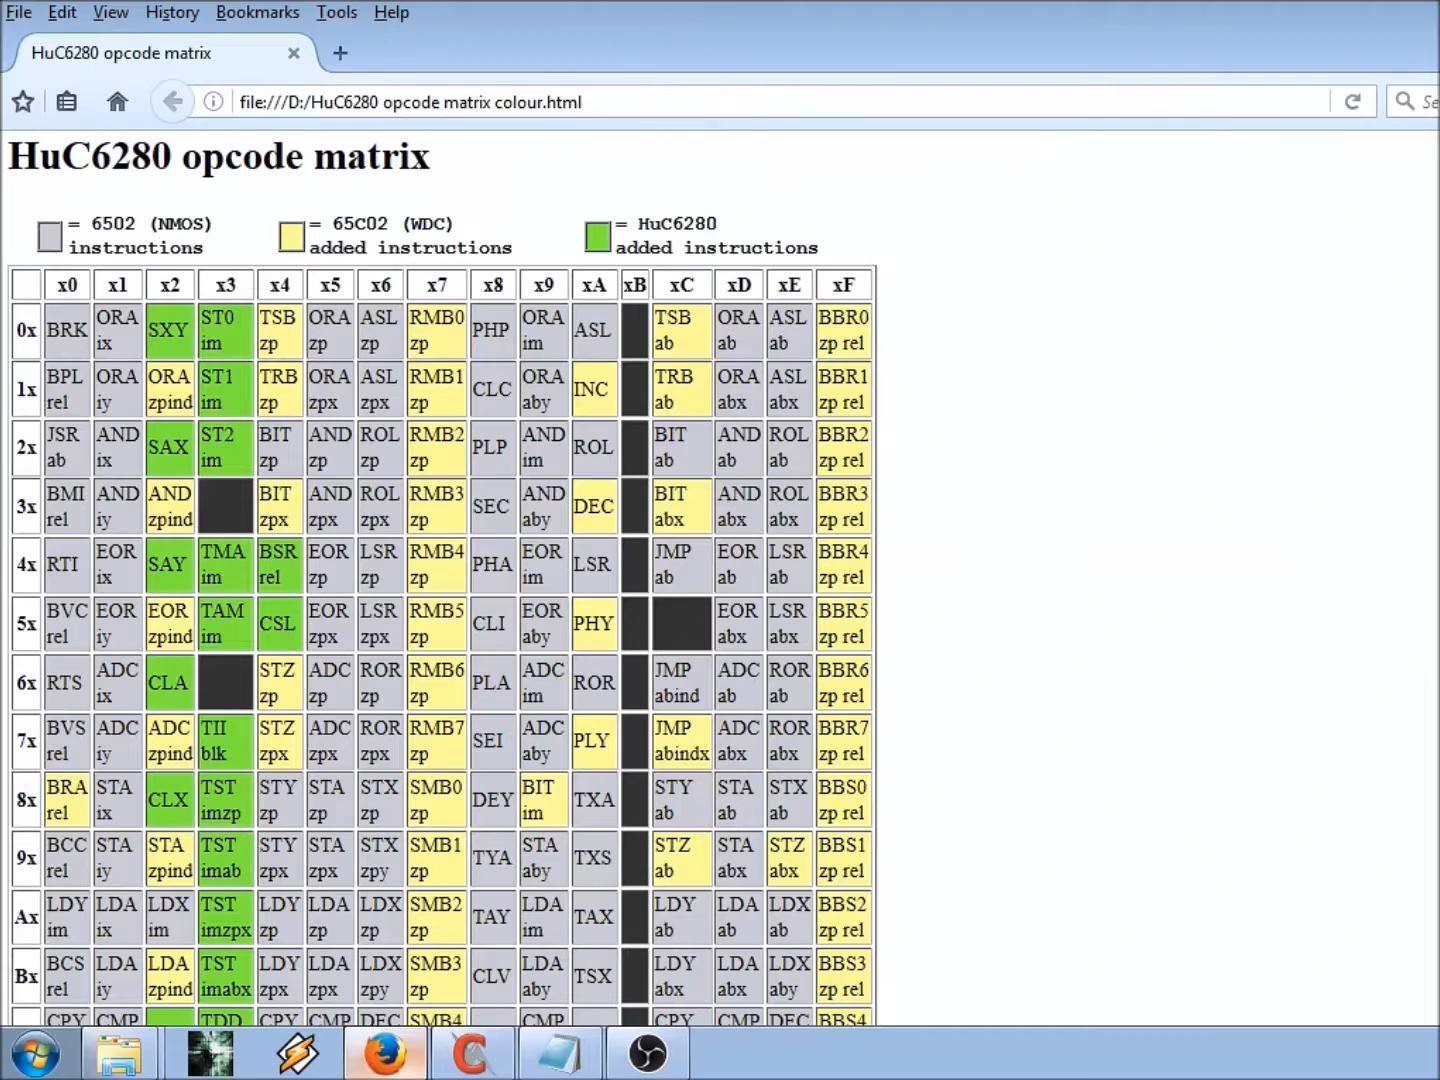 File Edit View History Bookmarks Tools Help
HuC6280 opcode matrix
file:///D:/HuC6280 opcode matrix colour.html
Se
HuC6280 opcode matrix
= 6502 (NMOS) instructions = 65C02 (WDC) added instructions = HuC6280 added instructions
x0 x1 x2 x3 x4 x5 x6 x7 x8 x9 xA xB xC xD xE xF
0x BRK ORA ix SXY ST0 im TSB zp ORA zp ASL zp RMB0 zp PHP ORA im ASL TSB ab ORA ab ASL ab BBR0 zp rel
1x BPL rel ORA iy ORA zpind ST1 im TRB zp ORA zpx ASL zpx RMB1 zp CLC ORA aby INC TRB ab ORA abx ASL abx BBR1 zp rel
2x JSR ab AND ix SAX ST2 im BIT zp AND zp ROL zp RMB2 zp PLP AND im ROL BIT ab AND ab ROL ab BBR2 zp rel
3x BMI rel AND iy AND zpind BIT zpx AND zpx ROL zpx RMB3 zp SEC AND aby DEC BIT abx AND abx ROL abx BBR3 zp rel
4x RTI EOR ix SAY TMA im BSR rel EOR zp LSR zp RMB4 zp PHA EOR im LSR JMP ab EOR ab LSR ab BBR4 zp rel
5x BVC rel EOR iy EOR zpind TAM im CSL EOR zpx LSR zpx RMB5 zp CLI EOR aby PHY EOR abx LSR abx BBR5 zp rel
6x RTS ADC ix CLA STZ zp ADC zp ROR zp RMB6 zp PLA ADC im ROR JMP abind ADC ab ROR ab BBR6 zp rel
7x BVS rel ADC iy ADC zpind TII blk STZ zpx ADC zpx ROR zpx RMB7 zp SEI ADC aby PLY JMP abindx ADC abx ROR abx BBR7 zp rel
8x BRA rel STA ix CLX TST imzp STY zp STA zp STX zp SMB0 zp DEY BIT im TXA STY ab STA ab STX ab BBS0 zp rel
9x BCC rel STA iy STA zpind TST imab STY zpx STA zpx STX zpy SMB1 zp TYA STA aby TXS STZ ab STA abx STZ abx BBS1 zp rel
Ax LDY im LDA ix LDX im TST imzpx LDY zp LDA zp LDX zp SMB2 zp TAY LDA im TAX LDY ab LDA ab LDX ab BBS2 zp rel
Bx BCS rel LDA iy LDA zpind TST imabx LDY zpx LDA zpx LDX zpy SMB3 zp CLV LDA aby TSX LDY abx LDA abx LDX aby BBS3 zp rel
CPY CMP TDD CPY CMP DEC SMB4 CMP CPY CMP DEC BBS4